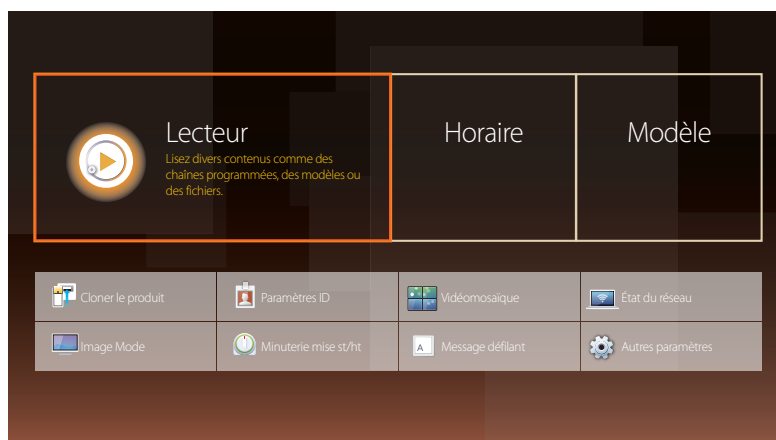 Lecteur
Lisez divers contenus comme des
chaînes programmées, des modèles ou
des fichiers.
Horaire
Modèle
Cloner le produit
Paramètres ID
Vidéomosaïque
État du réseau
Image Mode
Minuterie mise st/ht
A
Message défilant
Autres paramètres